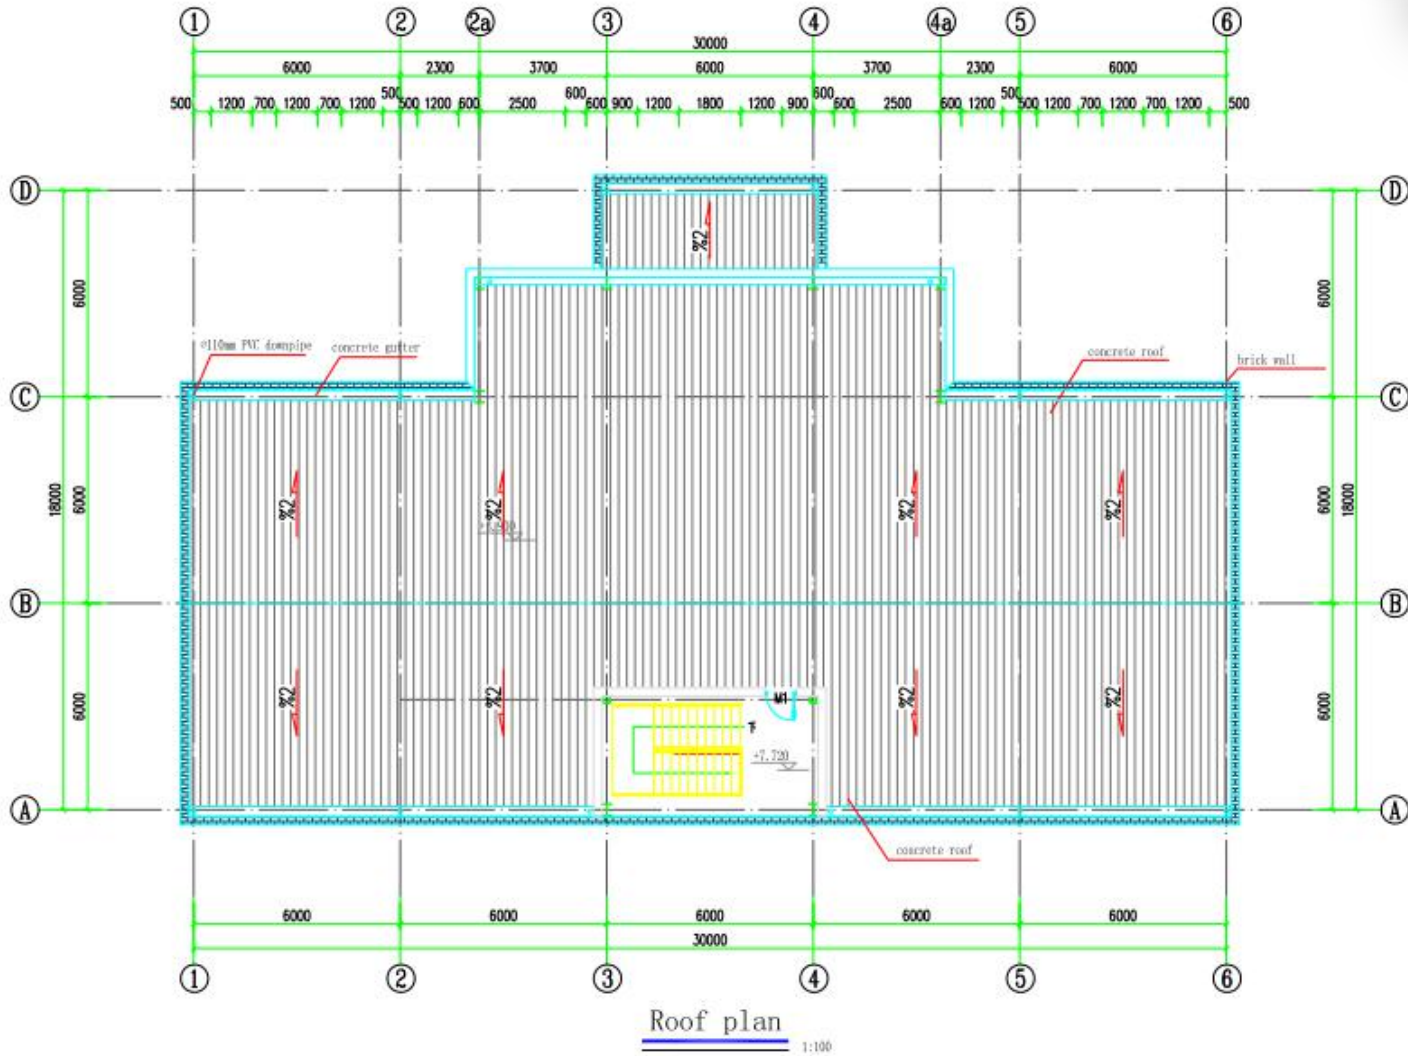 1 2 2a 3 4 4a 5 6
30000
6000 2300 3700 6000 3700 2300 6000
500 1200 700 1200 700 1200 500 500 1200 600 2500 600 600 900 1200 1800 1200 900 600 600 2500 600 1200 500 500 1200 700 1200 700 1200 500
D D
%2
6000 6000
110mm PVC downpipe concrete gutter concrete roof brick wall
C C
%2 %2 %2 %2
18000 6000 6000 18000
B B
%2 %2 %2 %2
6000 6000
M1
+7.720
A A
concrete roof
6000 6000 6000 6000 6000
30000
1 2 3 4 5 6
Roof plan
1:100